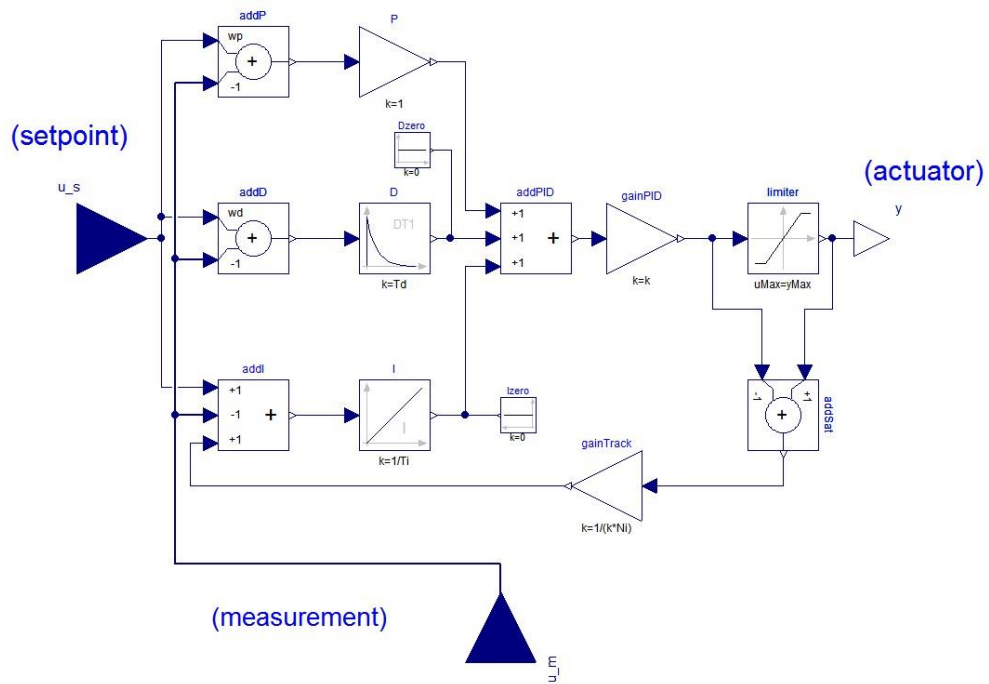 addP
P
wp
+
-1
k=1
(setpoint)
Dzero
k=0
(actuator)
u_s
addD
D
addPID
gainPID
limiter
y
wd
+
-1
DT1
+1
+1
+
+1
k=Td
k=k
uMax=yMax
addI
I
Izero
+1
-1
+
+1
I
k=0
-1
+1
+
addSat
k=1/Ti
gainTrack
k=1/(k*Ni)
(measurement)
u_m